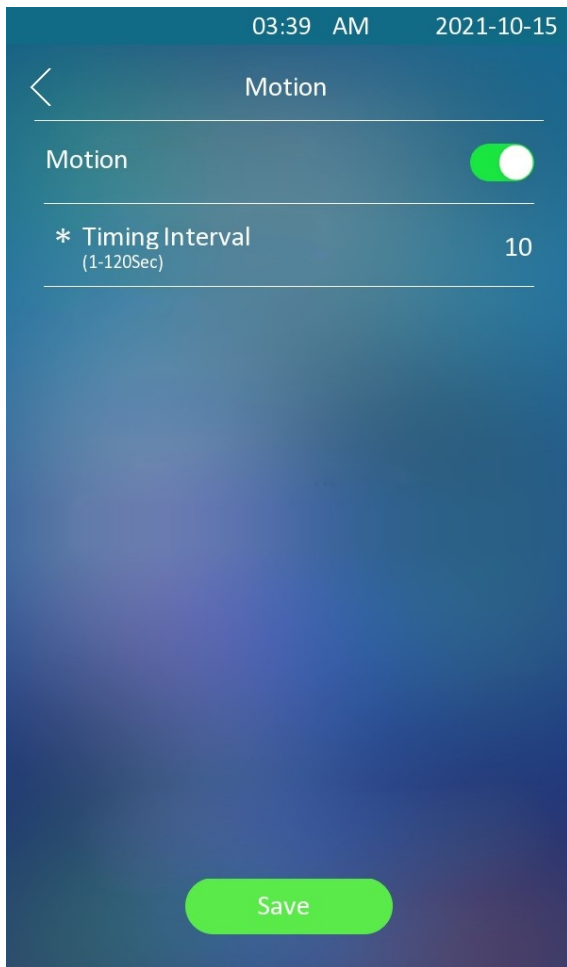 03:39 AM 2021-10-15
Motion
Motion
* Timing Interval 10
(1-120Sec)
Save